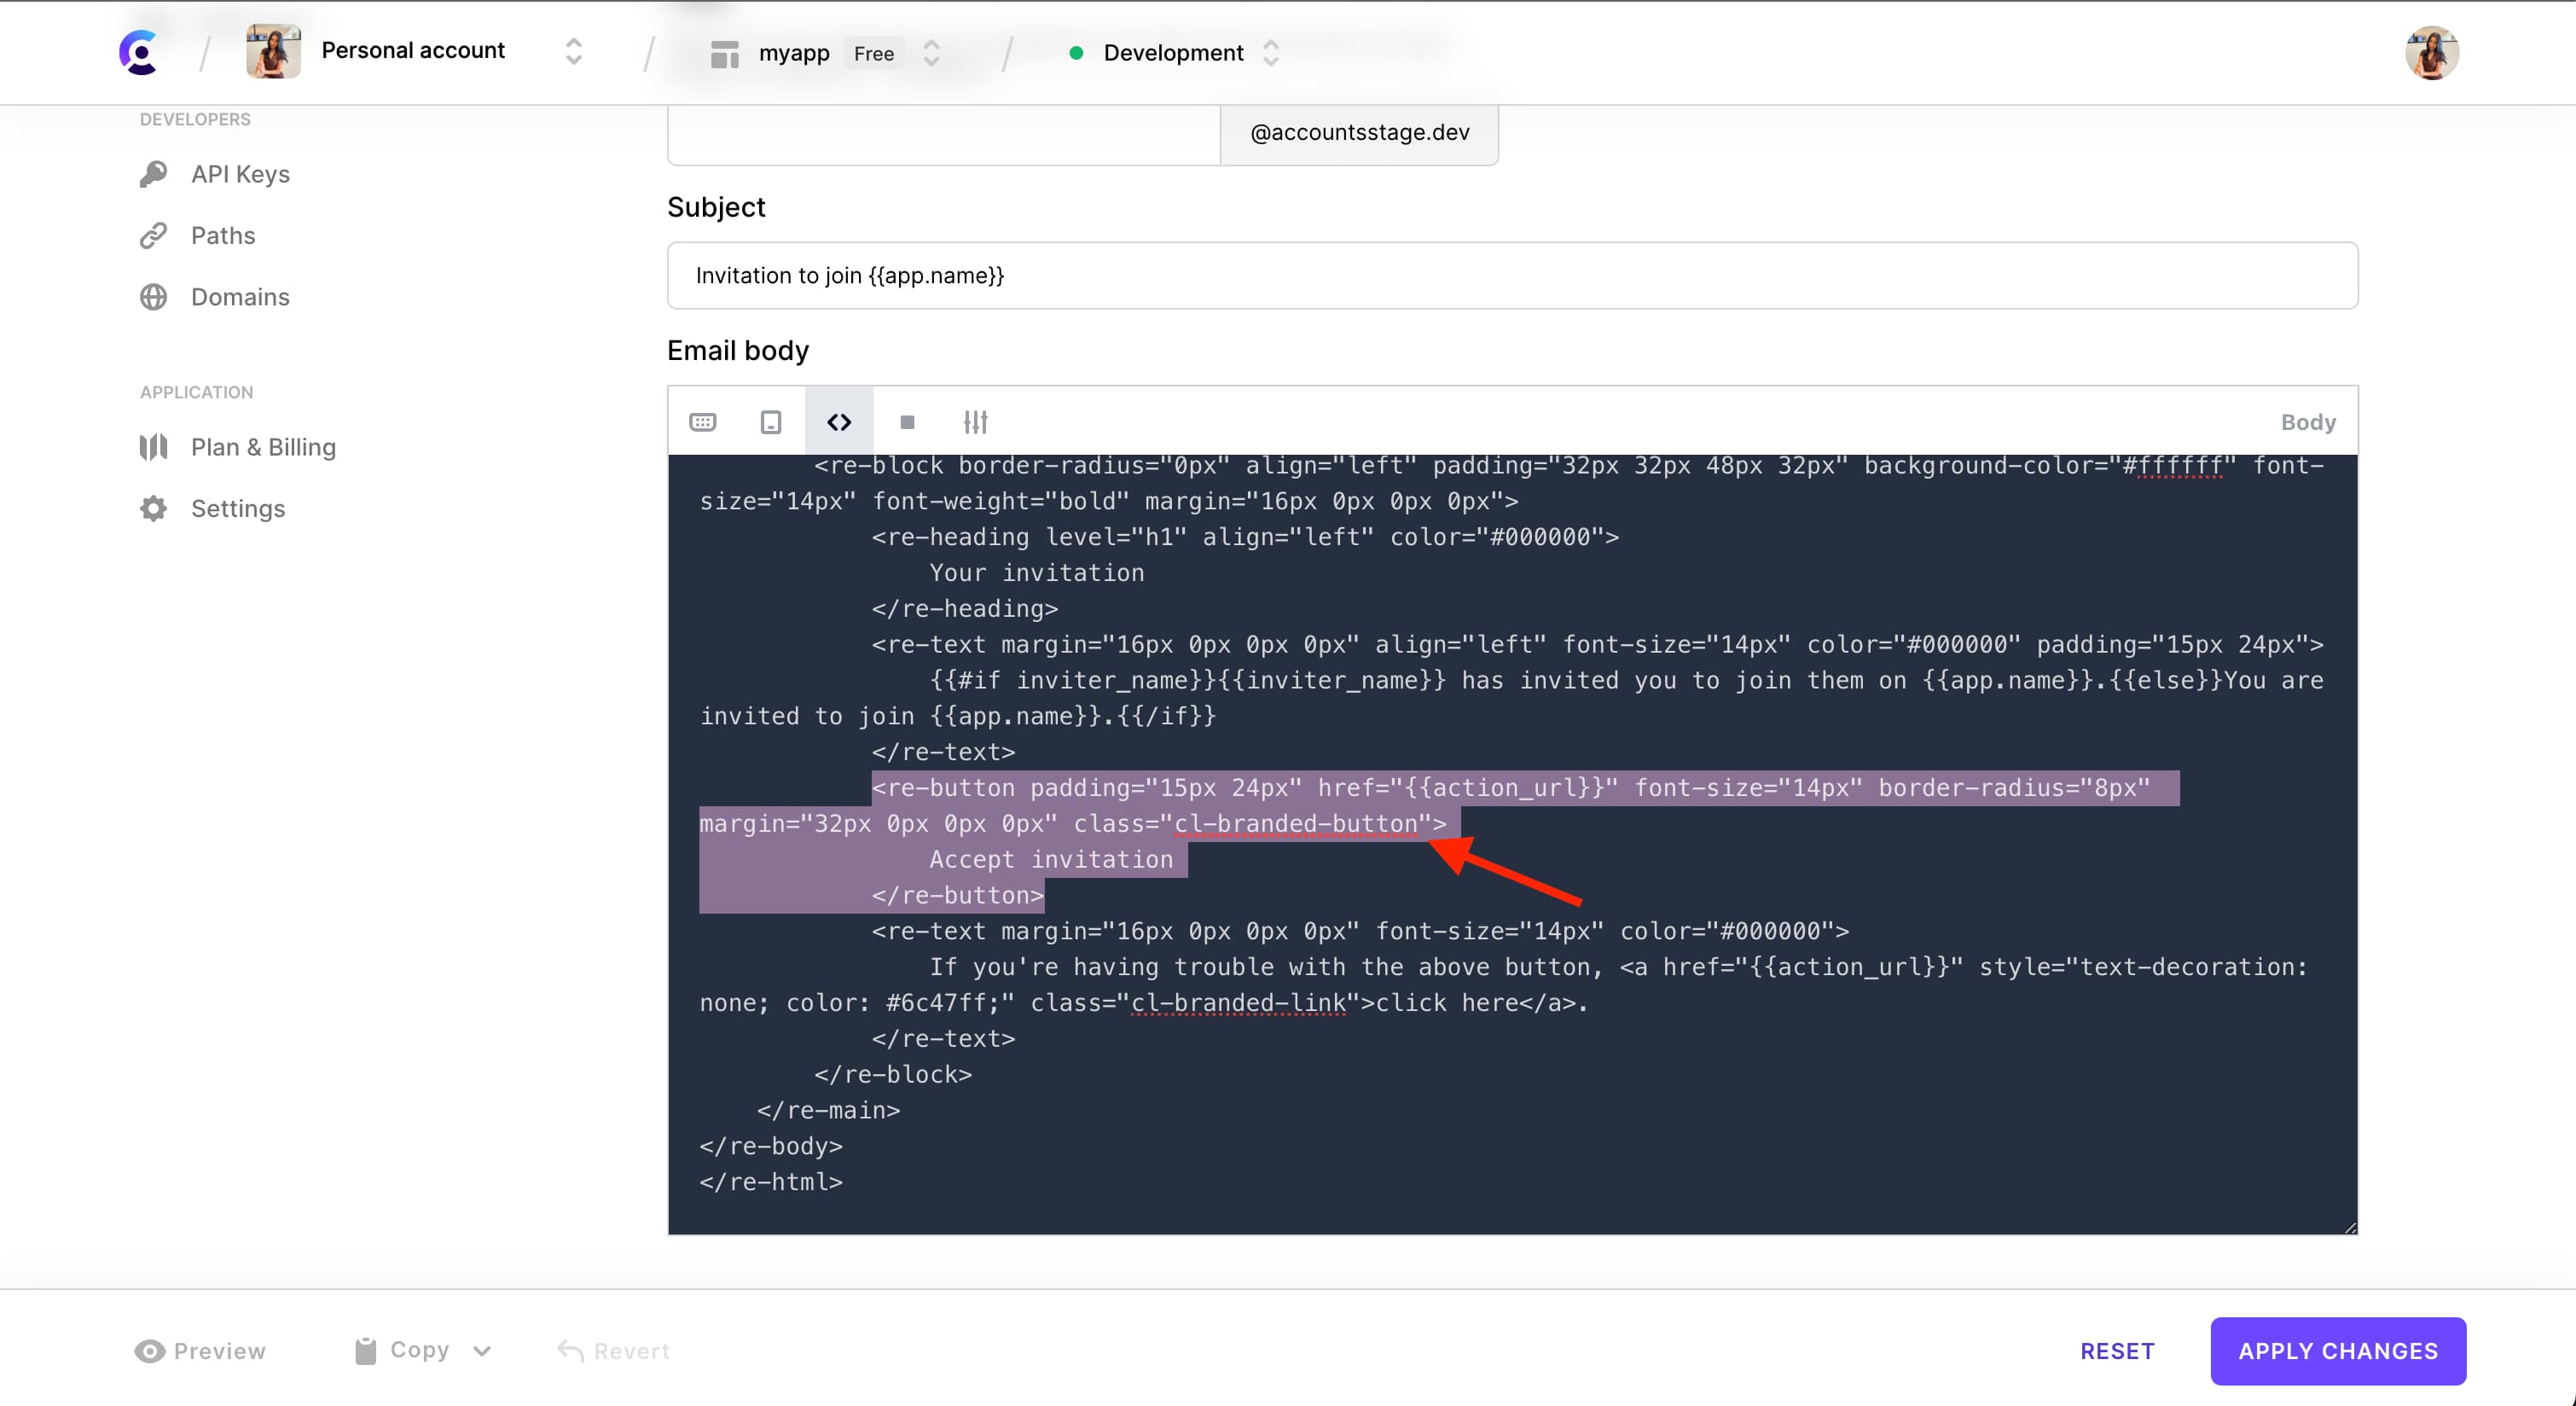 Personal account
myapp Free
Development
DEVELOPERS
API Keys
Paths
Domains
APPLICATION
Plan & Billing
Settings
@accountsstage.dev
Subject
Invitation to join {{app.name}}
Email body
Body
<re-block border-radius="0px" align="left" padding="32px 32px 48px 32px" background-color="#ffffff" font-
size="14px" font-weight="bold" margin="16px 0px 0px 0px">
<re-heading level="h1" align="left" color="#000000">
Your invitation
</re-heading>
<re-text margin="16px 0px 0px 0px" align="left" font-size="14px" color="#000000" padding="15px 24px">
{{#if inviter_name}}{{inviter_name}} has invited you to join them on {{app.name}}.{{else}}You are
invited to join {{app.name}}.{{/if}}
</re-text>
<re-button padding="15px 24px" href="{{action_url}}" font-size="14px" border-radius="8px"
margin="32px 0px 0px 0px" class="cl-branded-button">
Accept invitation
</re-button>
<re-text margin="16px 0px 0px 0px" font-size="14px" color="#000000">
If you're having trouble with the above button, <a href="{{action_url}}" style="text-decoration:
none; color: #6c47ff;" class="cl-branded-link">click here</a>.
</re-text>
</re-block>
</re-main>
</re-body>
</re-html>
Preview
Copy
Revert
RESET
APPLY CHANGES